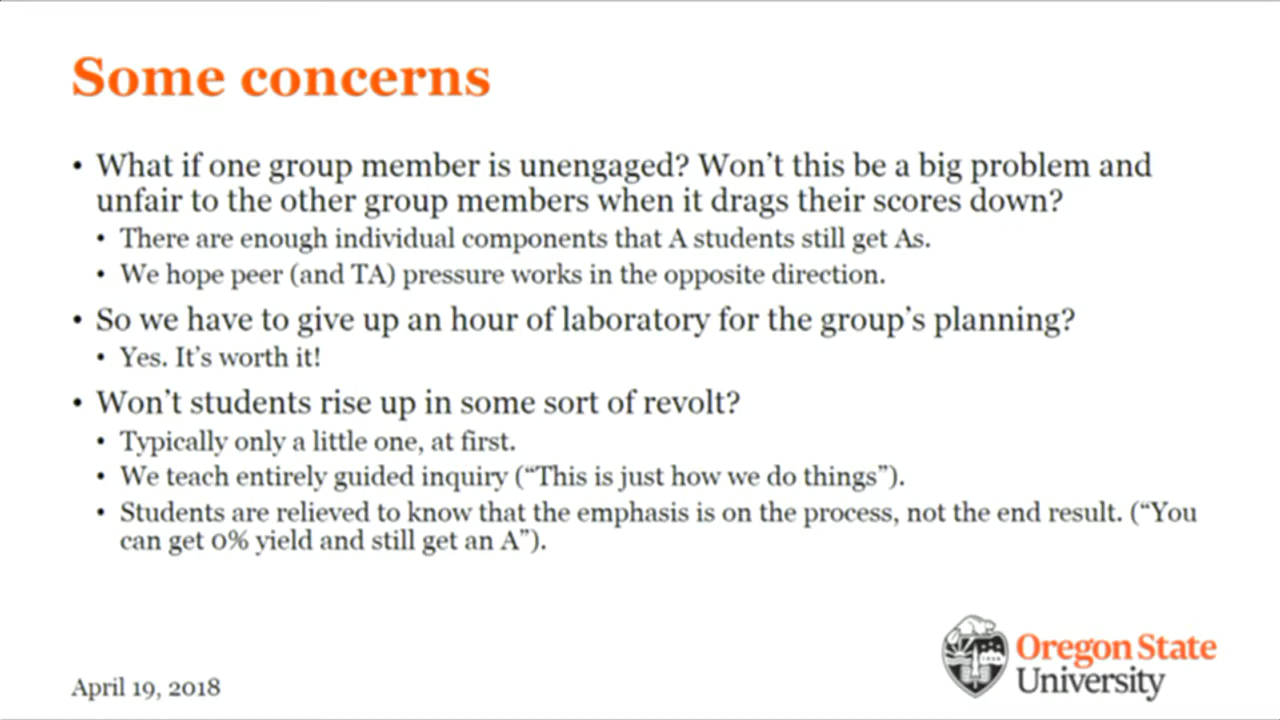 Some concerns
• What if one group member is unengaged? Won't this be a big problem and
unfair to the other group members when it drags their scores down?
• There are enough individual components that A students still get As.
• We hope peer (and TA) pressure works in the opposite direction.
• So we have to give up an hour of laboratory for the group's planning?
• Yes. It's worth it!
• Won't students rise up in some sort of revolt?
• Typically only a little one, at first.
• We teach entirely guided inquiry (“This is just how we do things”).
• Students are relieved to know that the emphasis is on the process, not the end result. (“You
can get 0% yield and still get an A”).
April 19, 2018
Oregon State
University